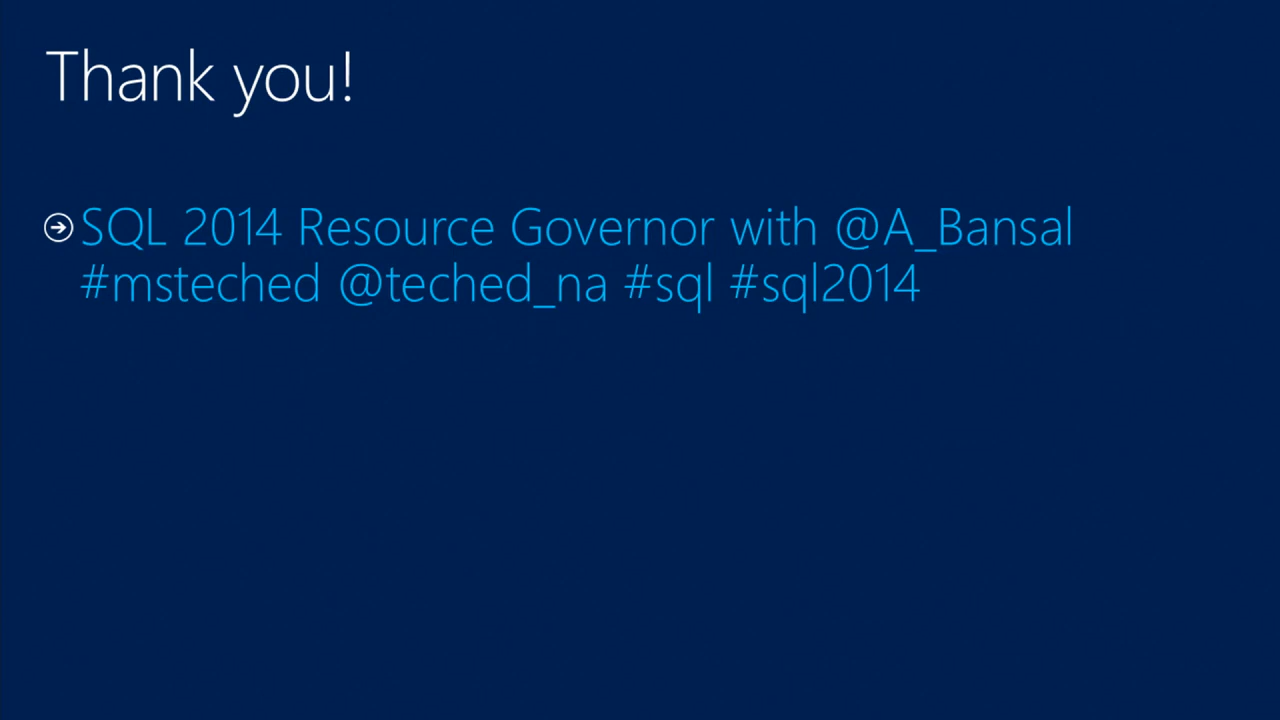 Thank you!
SQL 2014 Resource Governor with @A_Bansal
#msteched @teched_na #sql #sql2014